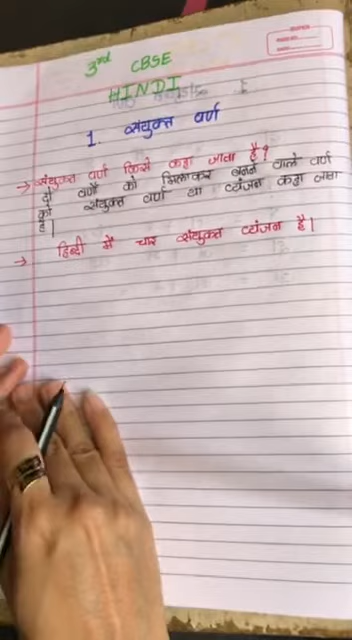 3rd CBSE
HINDI
1. संयुक्त वर्ण
→ संयुक्त वर्ण किसे कहा जाता है?
दो वर्णों को मिलाकर बनने वाले वर्ण
को संयुक्त वर्ण या व्यंजन कहा जाता
है|
→ हिन्दी में चार संयुक्त व्यंजन है|